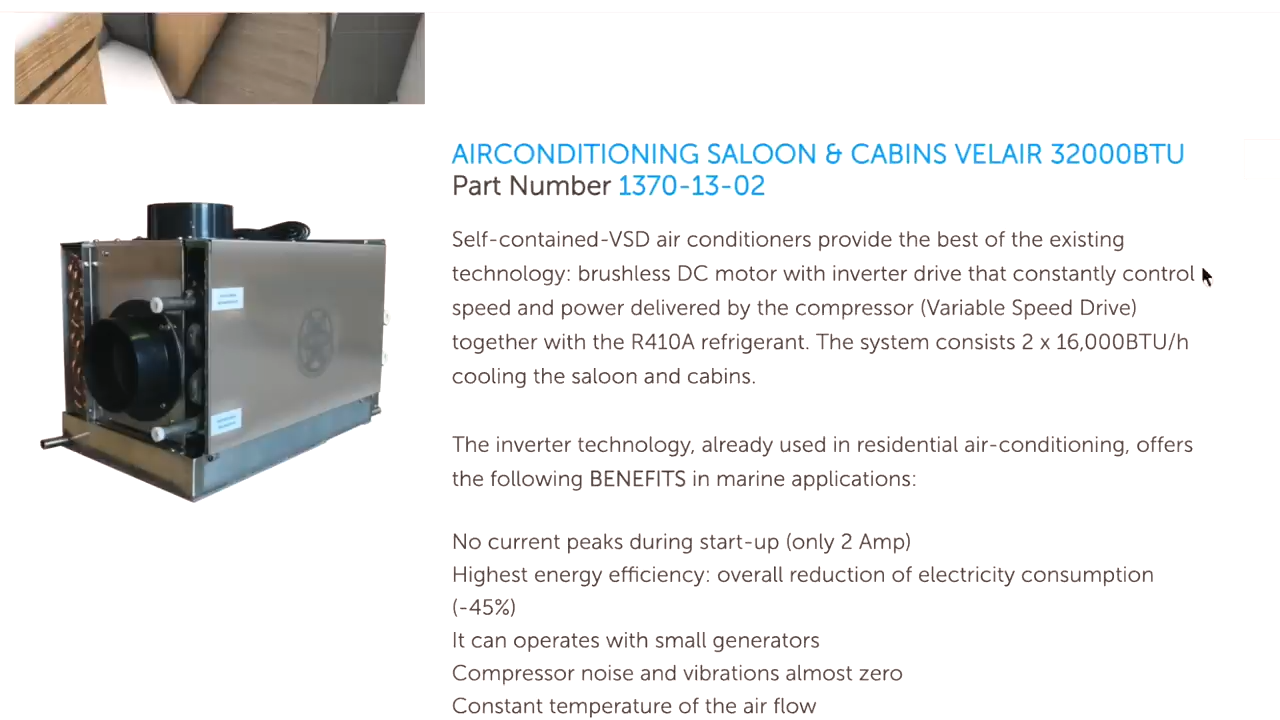 AIRCONDITIONING SALOON & CABINS VELAIR 32000BTU
Part Number 1370-13-02
Self-contained-VSD air conditioners provide the best of the existing
technology: brushless DC motor with inverter drive that constantly control
speed and power delivered by the compressor (Variable Speed Drive)
together with the R410A refrigerant. The system consists 2 x 16,000BTU/h
cooling the saloon and cabins.
The inverter technology, already used in residential air-conditioning, offers
the following BENEFITS in marine applications:
No current peaks during start-up (only 2 Amp)
Highest energy efficiency: overall reduction of electricity consumption
(-45%)
It can operates with small generators
Compressor noise and vibrations almost zero
Constant temperature of the air flow